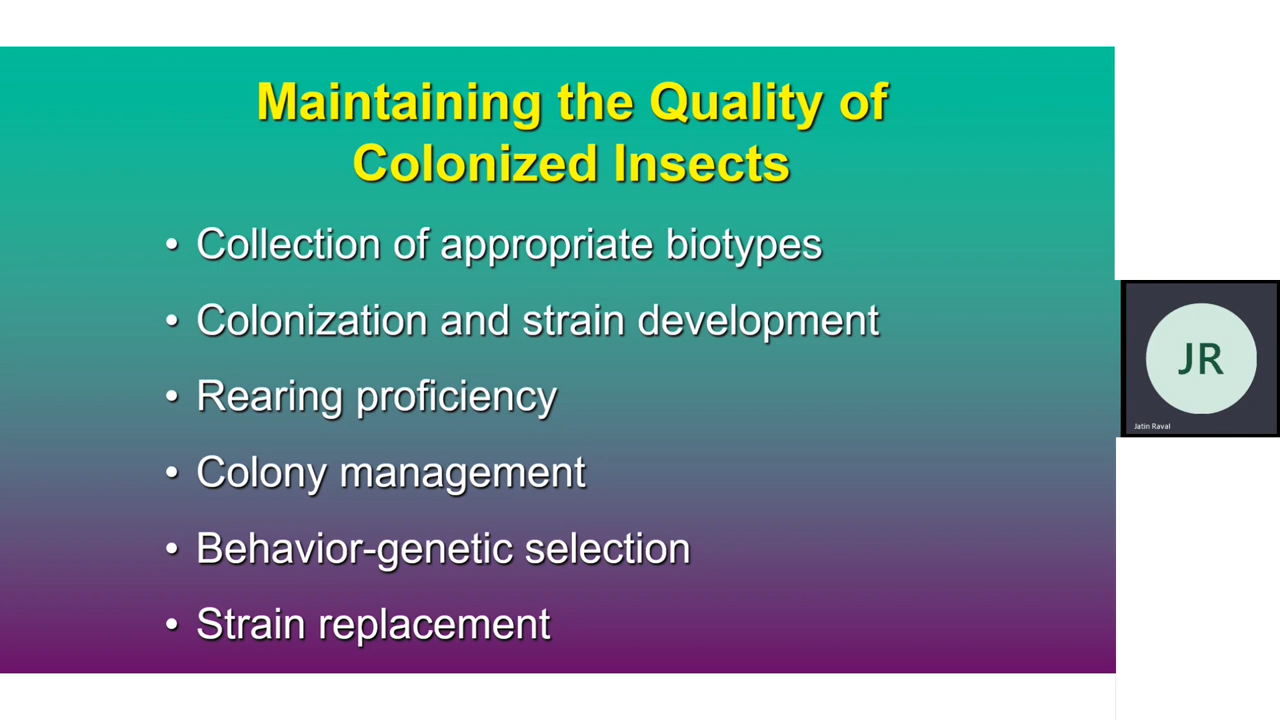 Maintaining the Quality of
Colonized Insects
• Collection of appropriate biotypes
• Colonization and strain development
• Rearing proficiency
• Colony management
• Behavior-genetic selection
• Strain replacement
JR
Jatin Raval